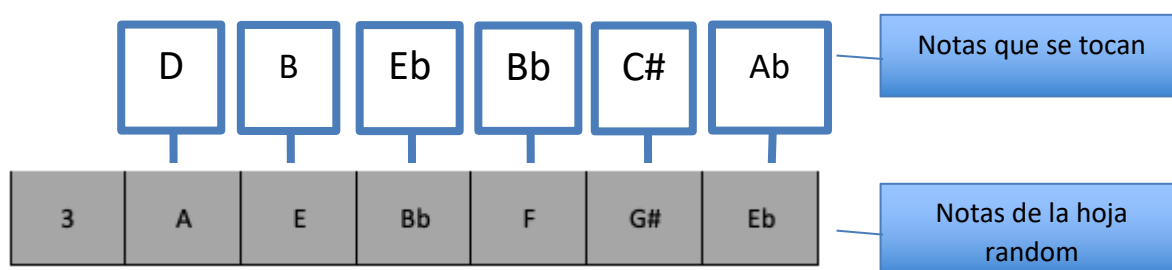 D B Eb Bb C# Ab
Notas que se tocan
3 A E Bb F G# Eb
Notas de la hoja
random